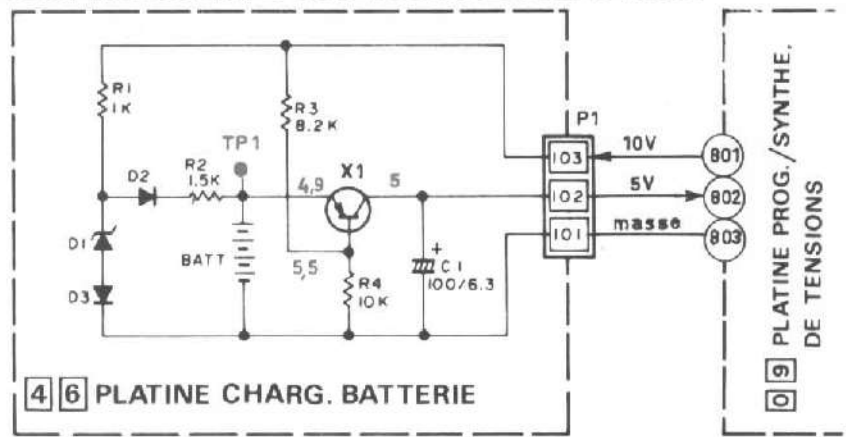 R1
1K
R3
8.2K
P1
TP1
X1
103
10V
801
D2
R2
1.5K
4,9
5
102
5V
802
D1
BATT
5,5
+
C1
100/6.3
101
masse
803
D3
R4
10K
4 6 PLATINE CHARG. BATTERIE
0 9 PLATINE PROG./SYNTHE.
DE TENSIONS